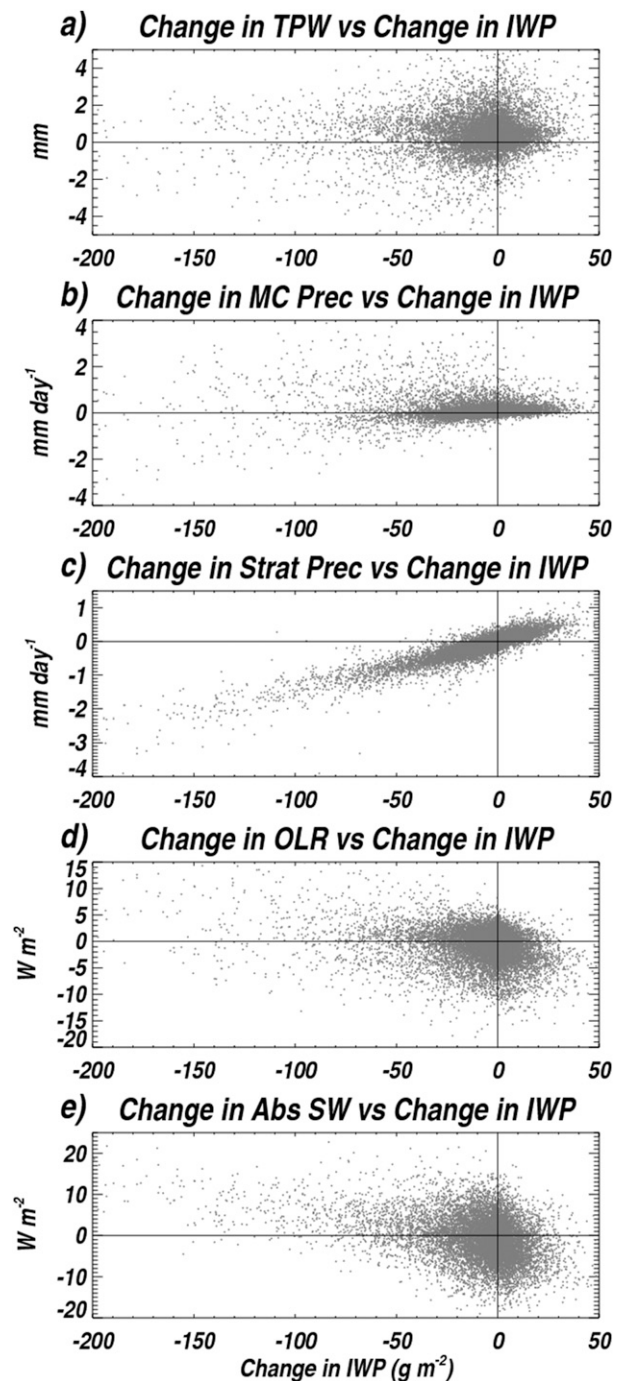 a) Change in TPW vs Change in IWP
4
2
0
-2
-4
mm
-200 -150 -100 -50 0 50
b) Change in MC Prec vs Change in IWP
4
2
0
-2
-4
mm day-1
-200 -150 -100 -50 0 50
c) Change in Strat Prec vs Change in IWP
1
0
-1
-2
-3
-4
mm day-1
-200 -150 -100 -50 0 50
d) Change in OLR vs Change in IWP
15
10
5
0
-5
-10
-15
-20
W m-2
-200 -150 -100 -50 0 50
e) Change in Abs SW vs Change in IWP
20
10
0
-10
-20
W m-2
-200 -150 -100 -50 0 50
Change in IWP (g m-2)